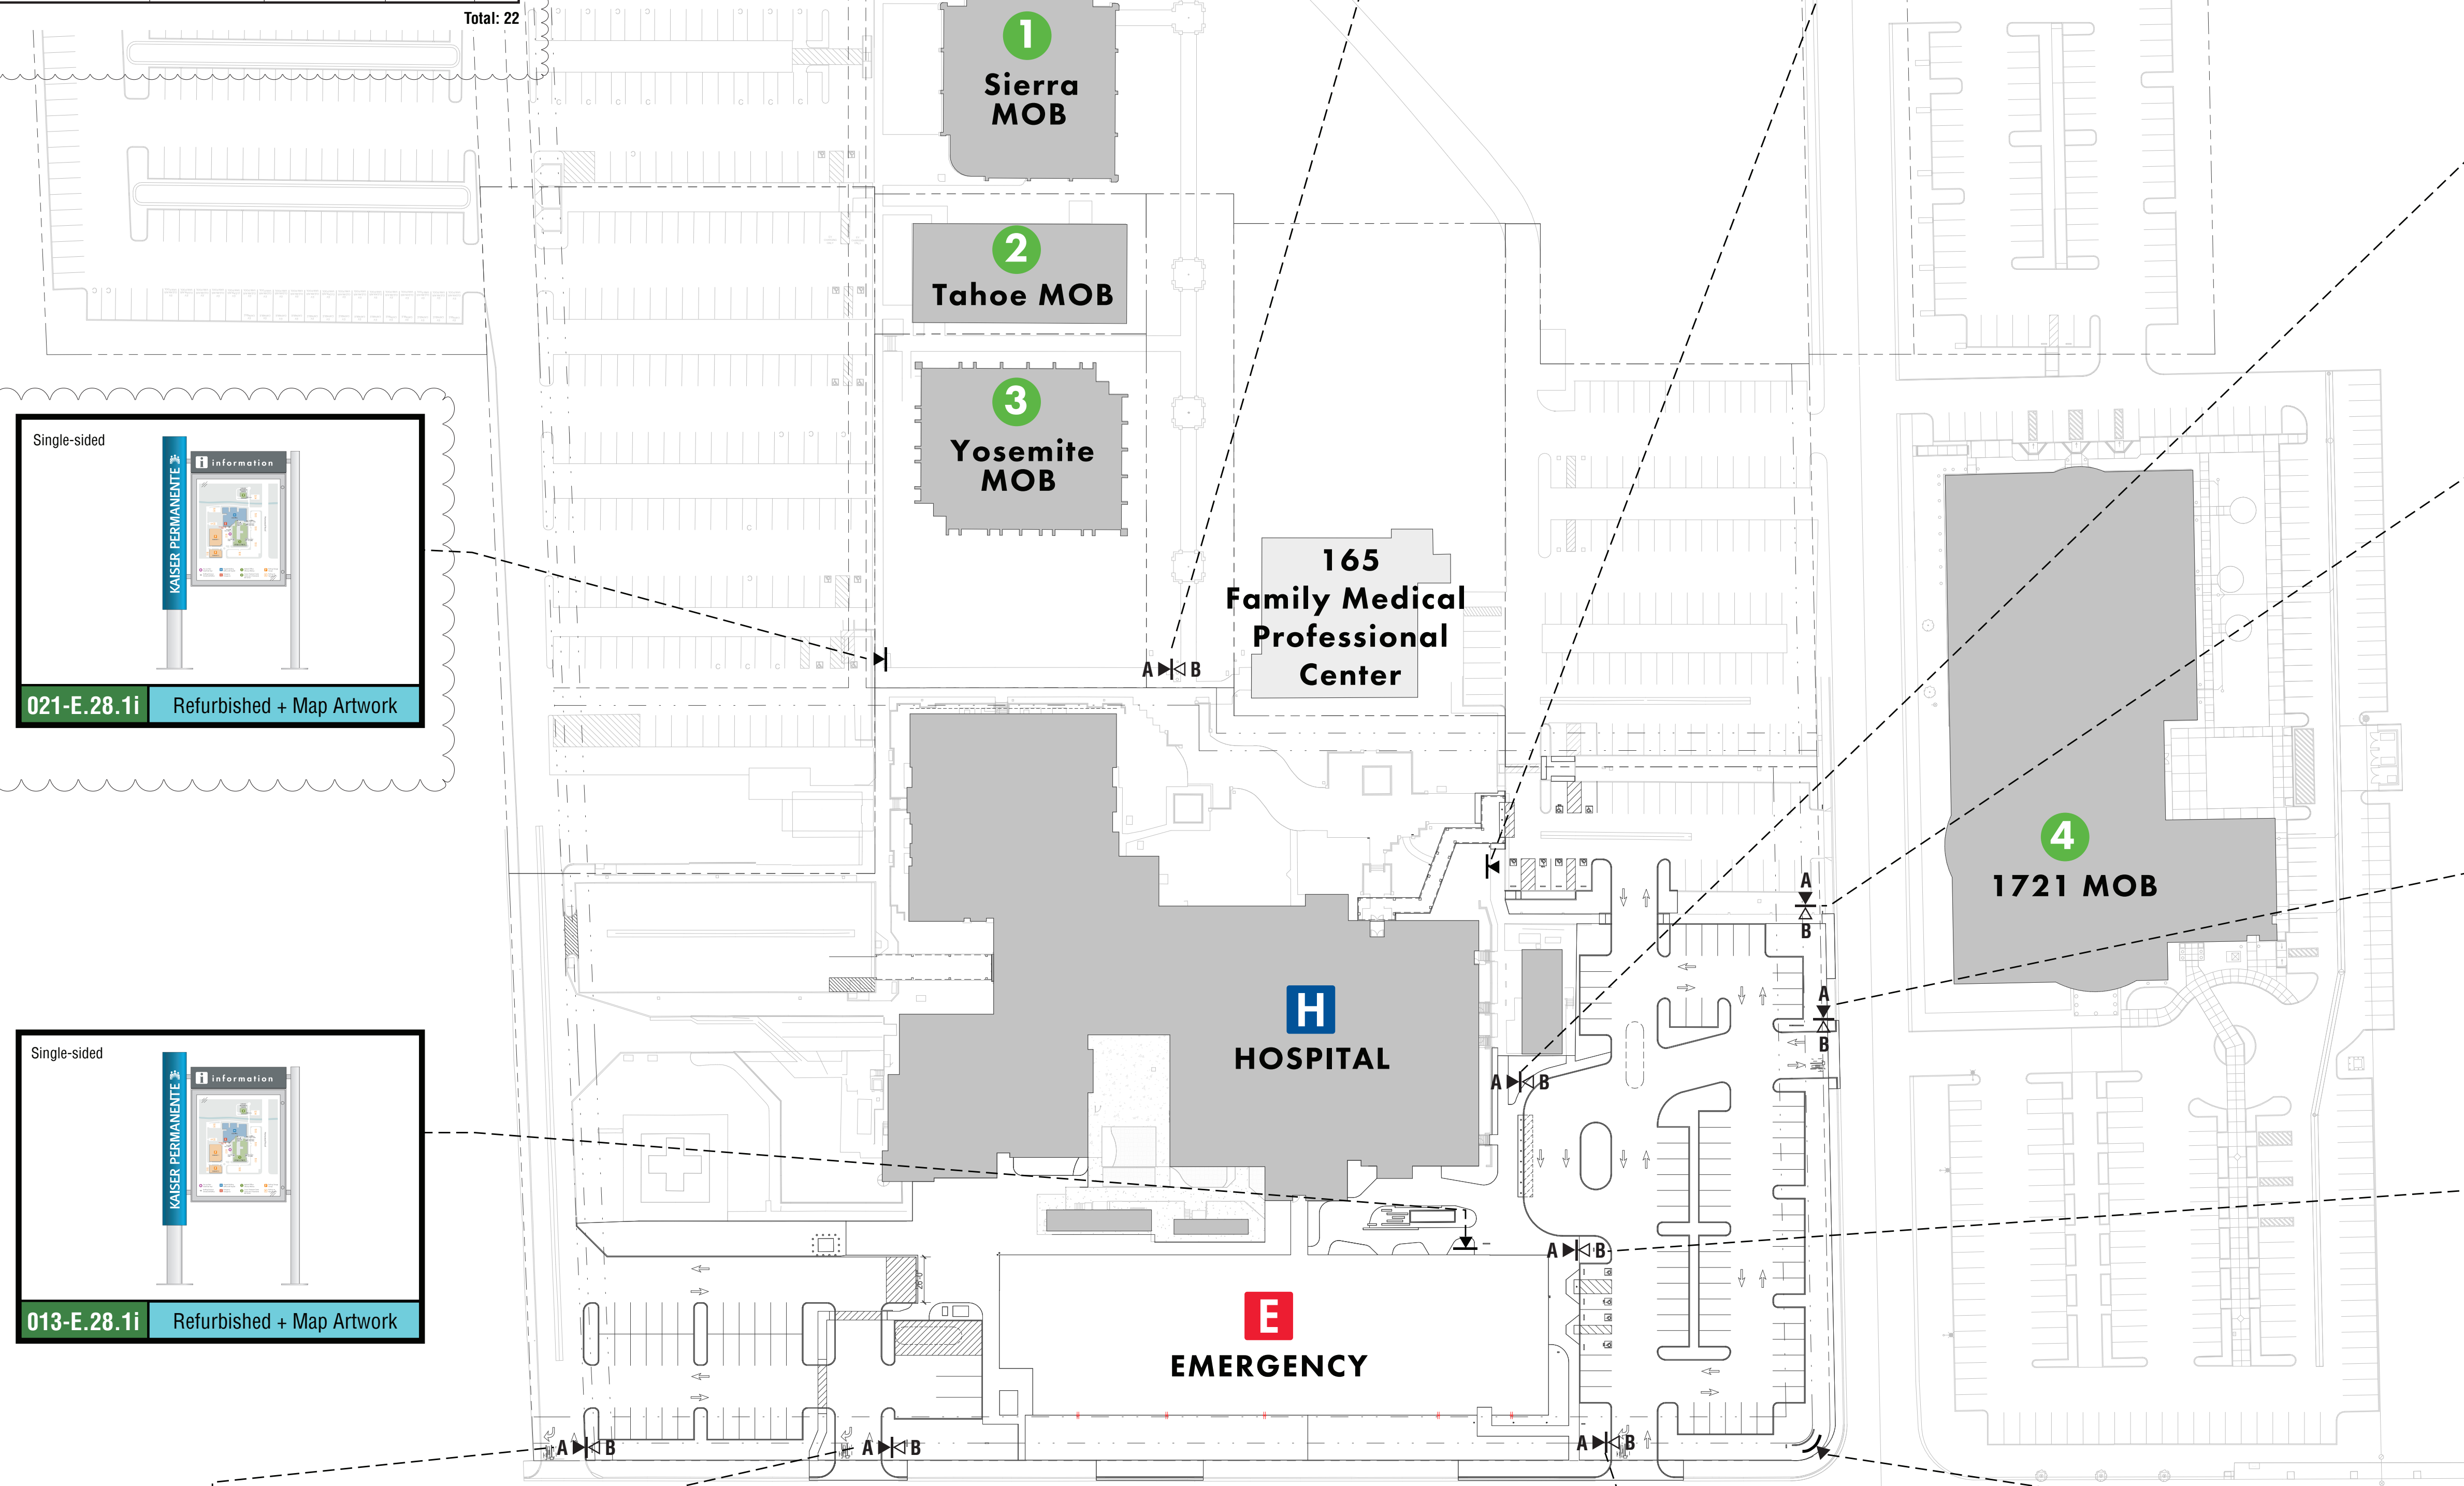 Total: 22
1
Sierra
MOB
2
Tahoe MOB
3
Yosemite
MOB
Single-sided
KAISER PERMANENTE
i information
021-E.28.1i
Refurbished + Map Artwork
165
Family Medical
Professional
Center
A B
4
1721 MOB
A
B
A
B
H
HOSPITAL
A B
Single-sided
KAISER PERMANENTE
i information
013-E.28.1i
Refurbished + Map Artwork
A B
E
EMERGENCY
A B
A B
A B